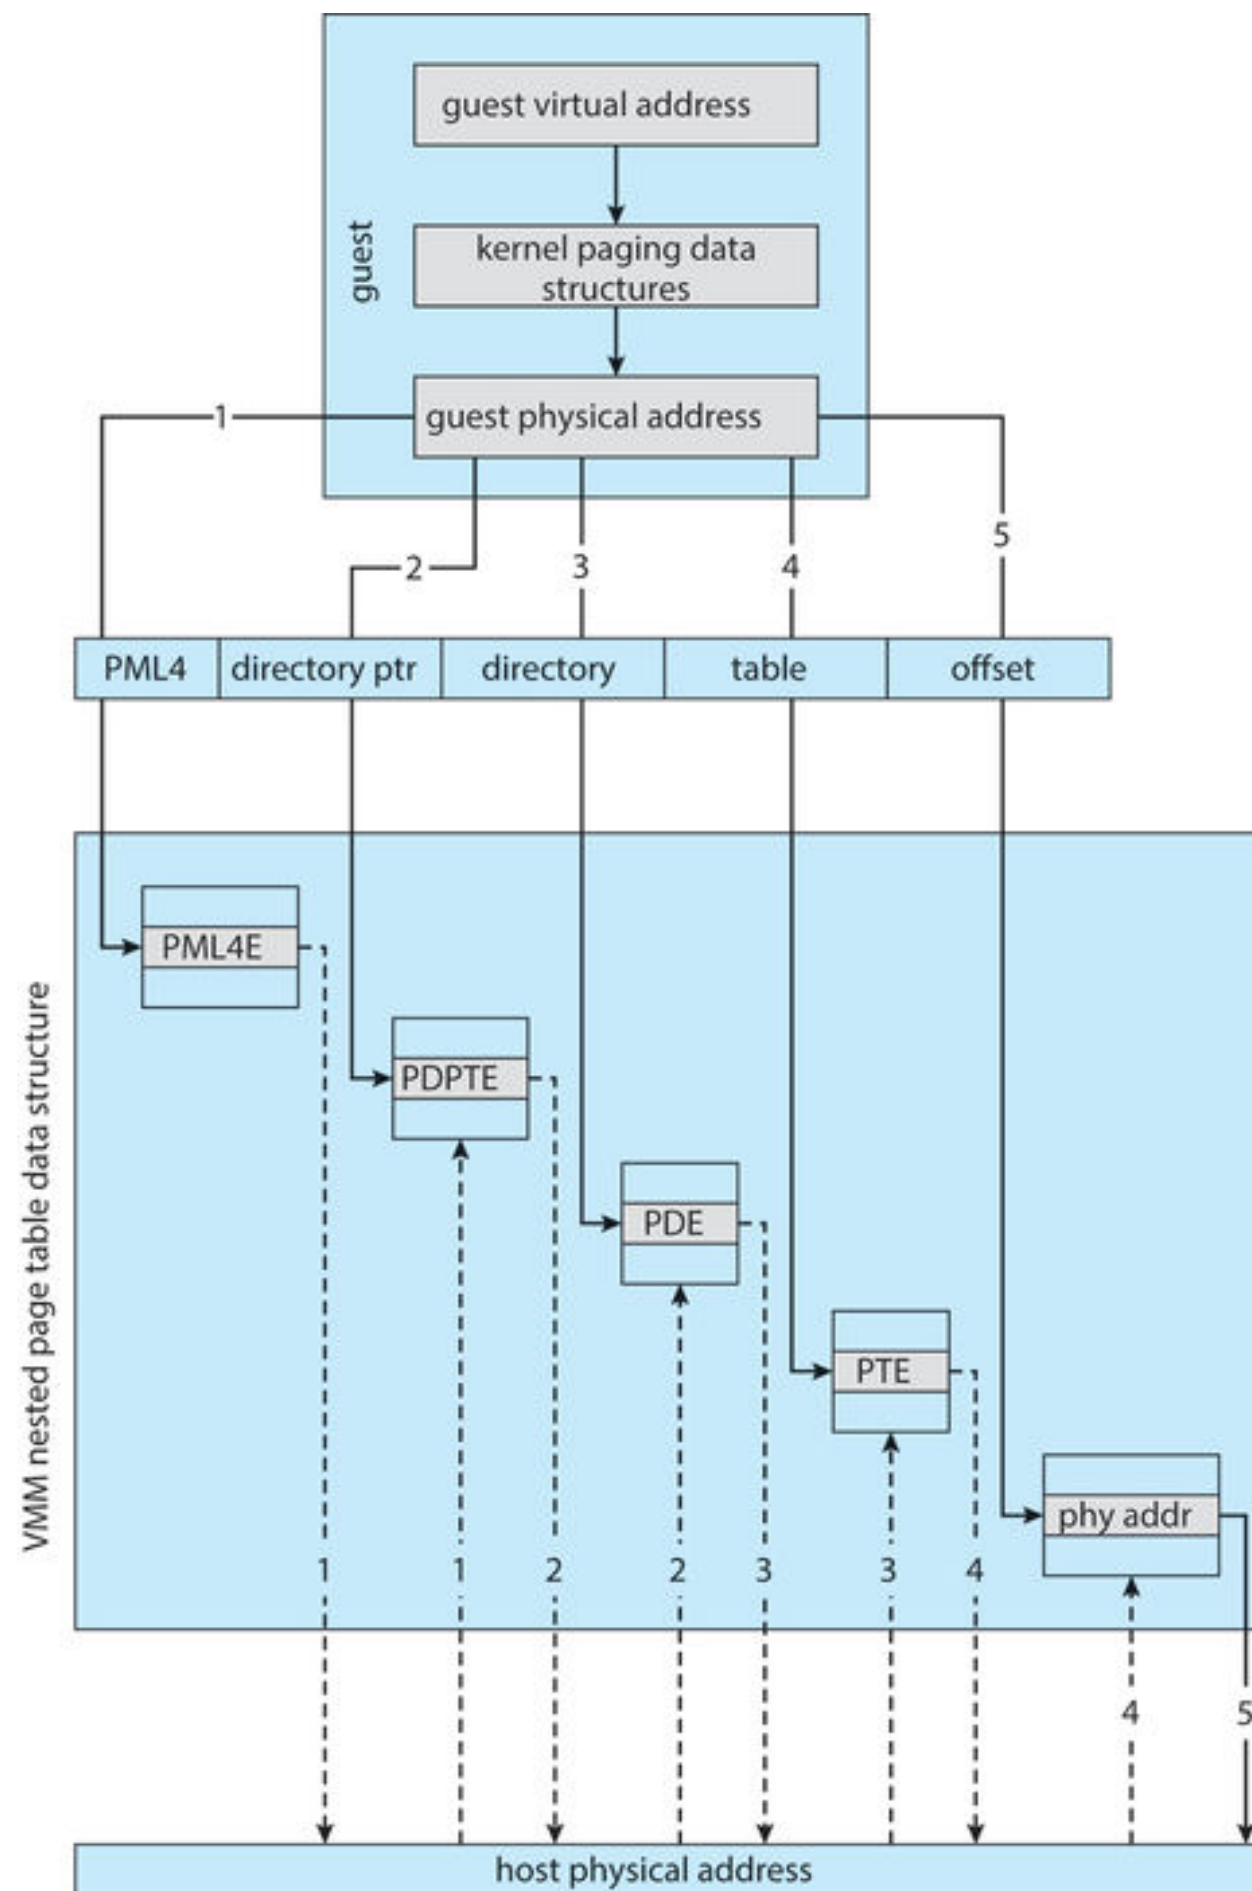 guest virtual address
guest
kernel paging data
structures
guest physical address
1
2
3
4
5
PML4
directory ptr
directory
table
offset
VMM nested page table data structure
PML4E
PDPTE
PDE
PTE
phy addr
1
1
2
2
3
3
4
4
5
host physical address